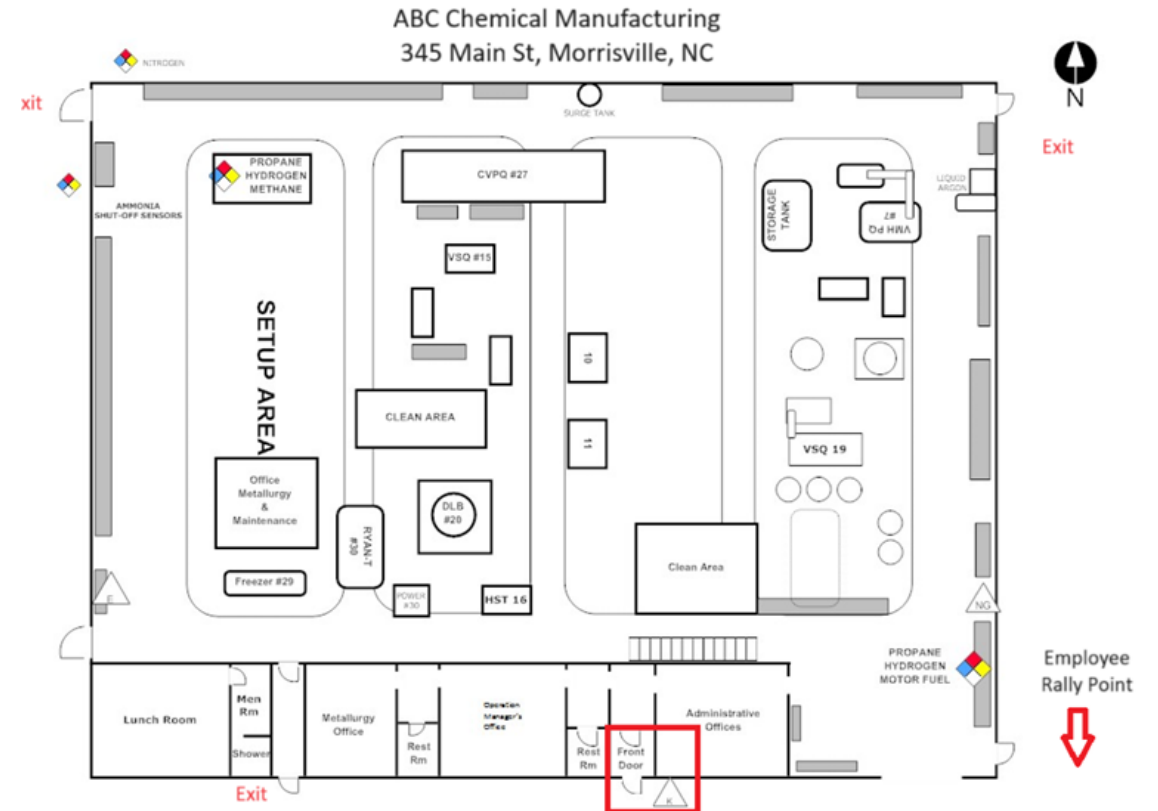 ABC Chemical Manufacturing
345 Main St, Morrisville, NC
NITROGEN
xit
N
SURGE TANK
Exit
PROPANE
HYDROGEN
METHANE
CVPQ #27
AMMONIA
SHUT-OFF SENSORS
STORAGE
TANK
LIQUID
ARGON
VMH PQ
#7
VSQ #15
SETUP AREA
10
CLEAN AREA
11
VSQ 19
Office
Metallurgy
&
Maintenance
DLB
#20
RYAN-T
#30
Clean Area
Freezer #29
POWER
#30
HST 16
E
NG
PROPANE
HYDROGEN
MOTOR FUEL
Employee
Rally Point
Lunch Room
Men
Rm
Shower
Metallurgy
Office
Rest
Rm
Operation
Manager's
Office
Rest
Rm
Front
Door
Administrative
Offices
Exit
K